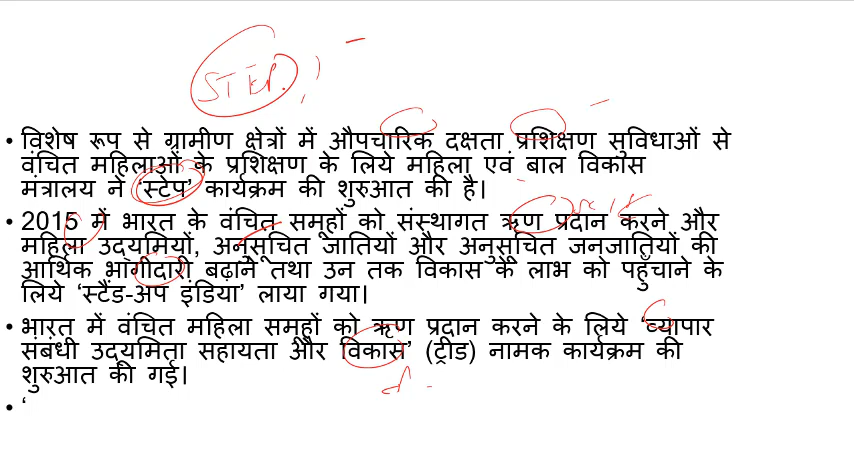 STEP
• विशेष रूप से ग्रामीण क्षेत्रों में औपचारिक दक्षता प्रशिक्षण सुविधाओं से
वंचित महिलाओं के प्रशिक्षण के लिये महिला एवं बाल विकास
मंत्रालय ने ‘स्टेप’ कार्यक्रम की शुरुआत की है।
• 2015 में भारत के वंचित समूहों को संस्थागत ऋण प्रदान करने और
महिला उद्यमियों, अनुसूचित जातियों और अनुसूचित जनजातियों की
आर्थिक भागीदारी बढ़ाने तथा उन तक विकास के लाभ को पहुँचाने के
लिये ‘स्टैंड-अप इंडिया’ लाया गया।
• भारत में वंचित महिला समूहों को ऋण प्रदान करने के लिये ‘व्यापार
संबंधी उद्यमिता सहायता और विकास’ (ट्रीड) नामक कार्यक्रम की
शुरुआत की गई।
• ‘